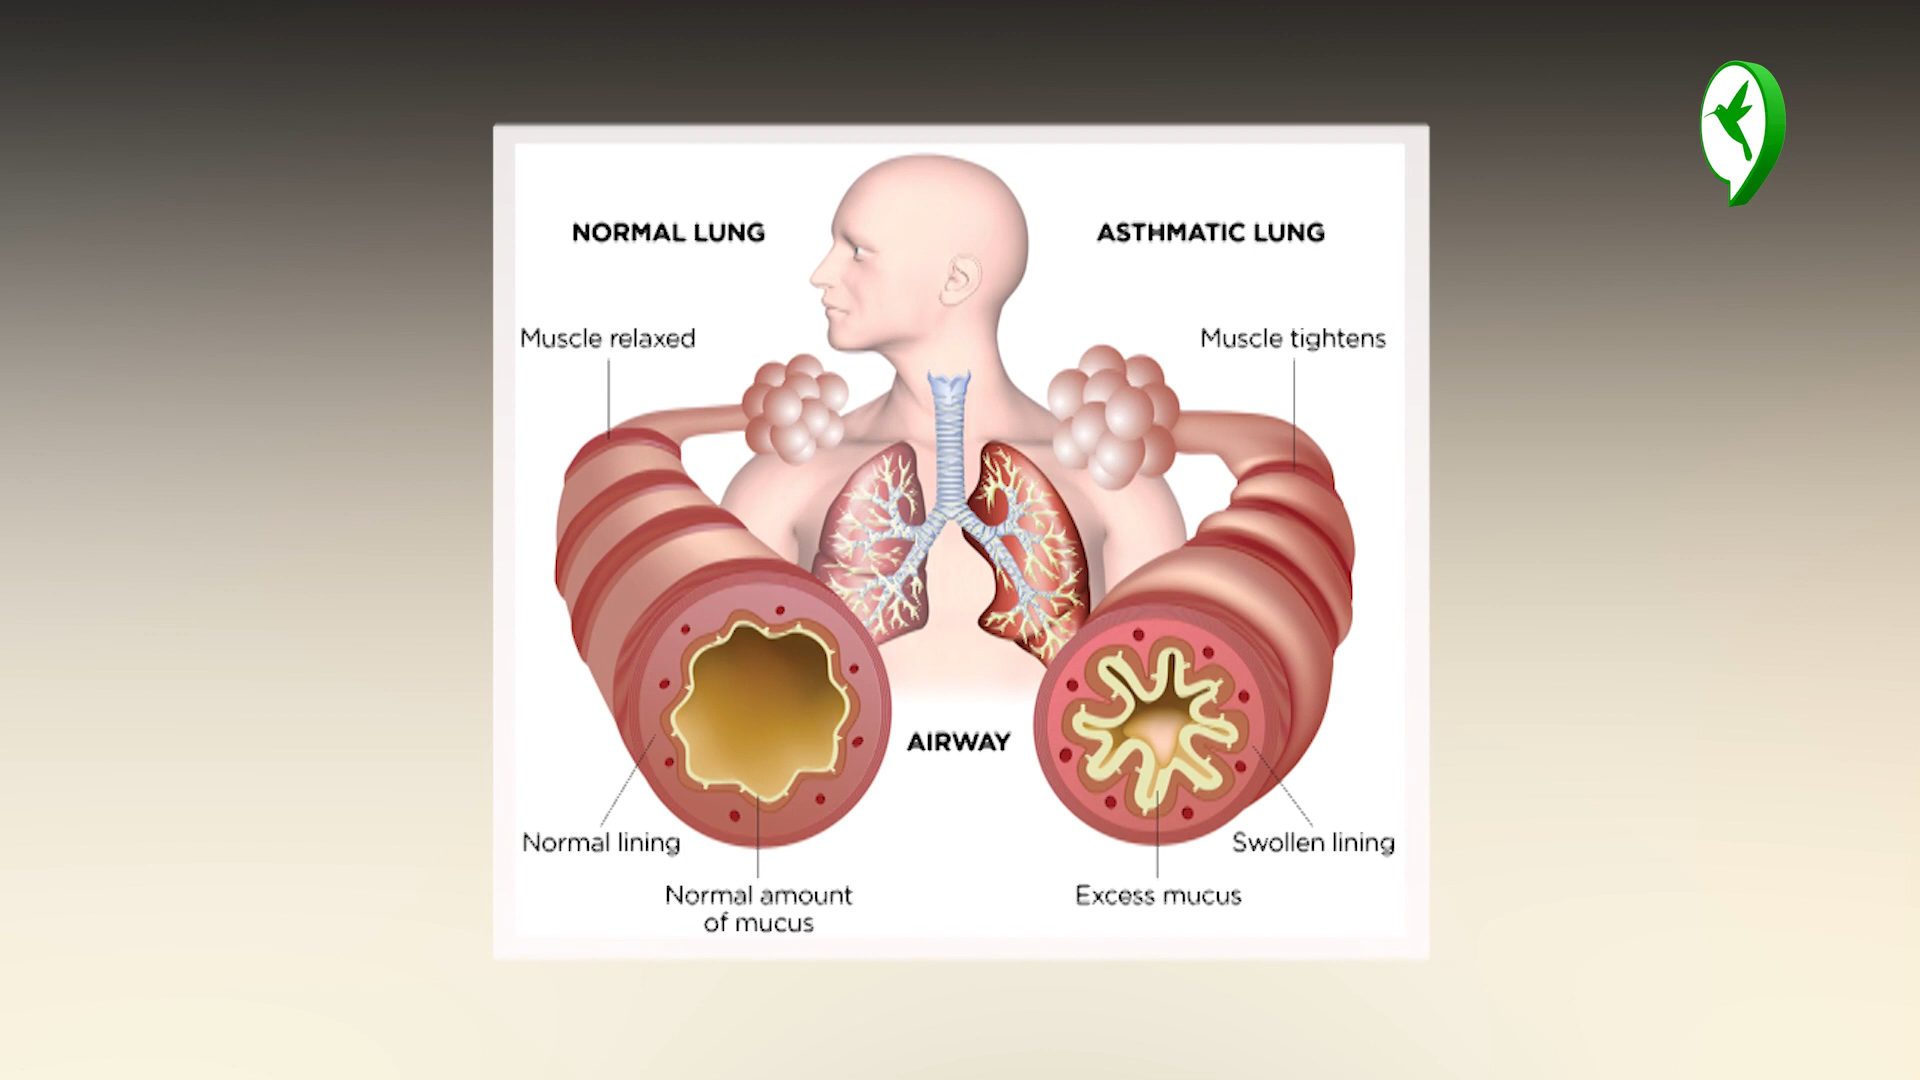 NORMAL LUNG
ASTHMATIC LUNG
Muscle relaxed
Muscle tightens
AIRWAY
Normal lining
Swollen lining
Normal amount
of mucus
Excess mucus